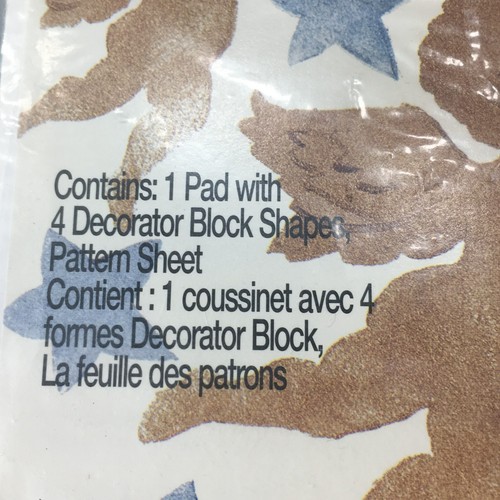 Contains: 1 Pad with
4 Decorator Block Shapes,
Pattern Sheet
Contient : 1 coussinet avec 4
formes Decorator Block,
La feuille des patrons